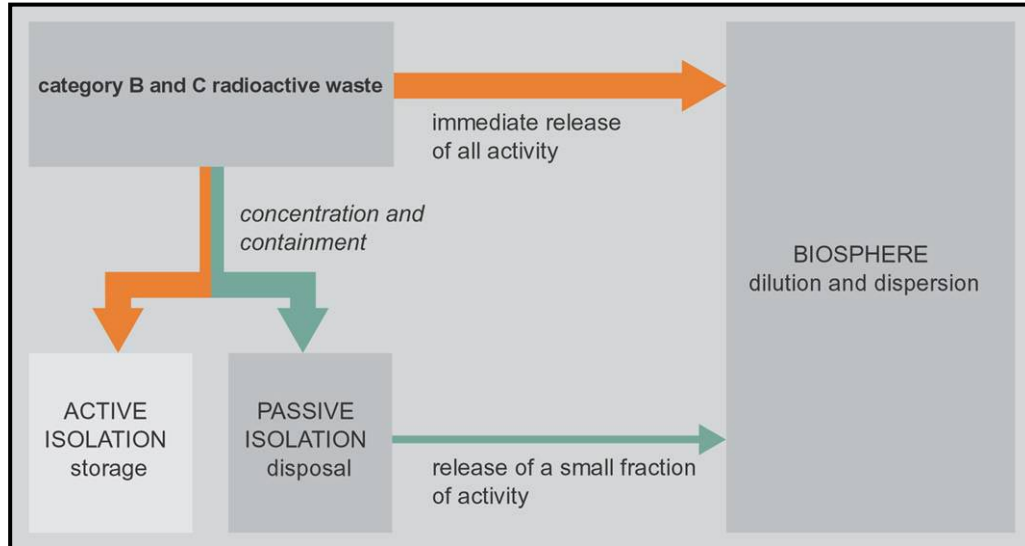 category B and C radioactive waste
immediate release
of all activity
concentration and
containment
BIOSPHERE
dilution and dispersion
ACTIVE
ISOLATION
storage
PASSIVE
ISOLATION
disposal
release of a small fraction
of activity